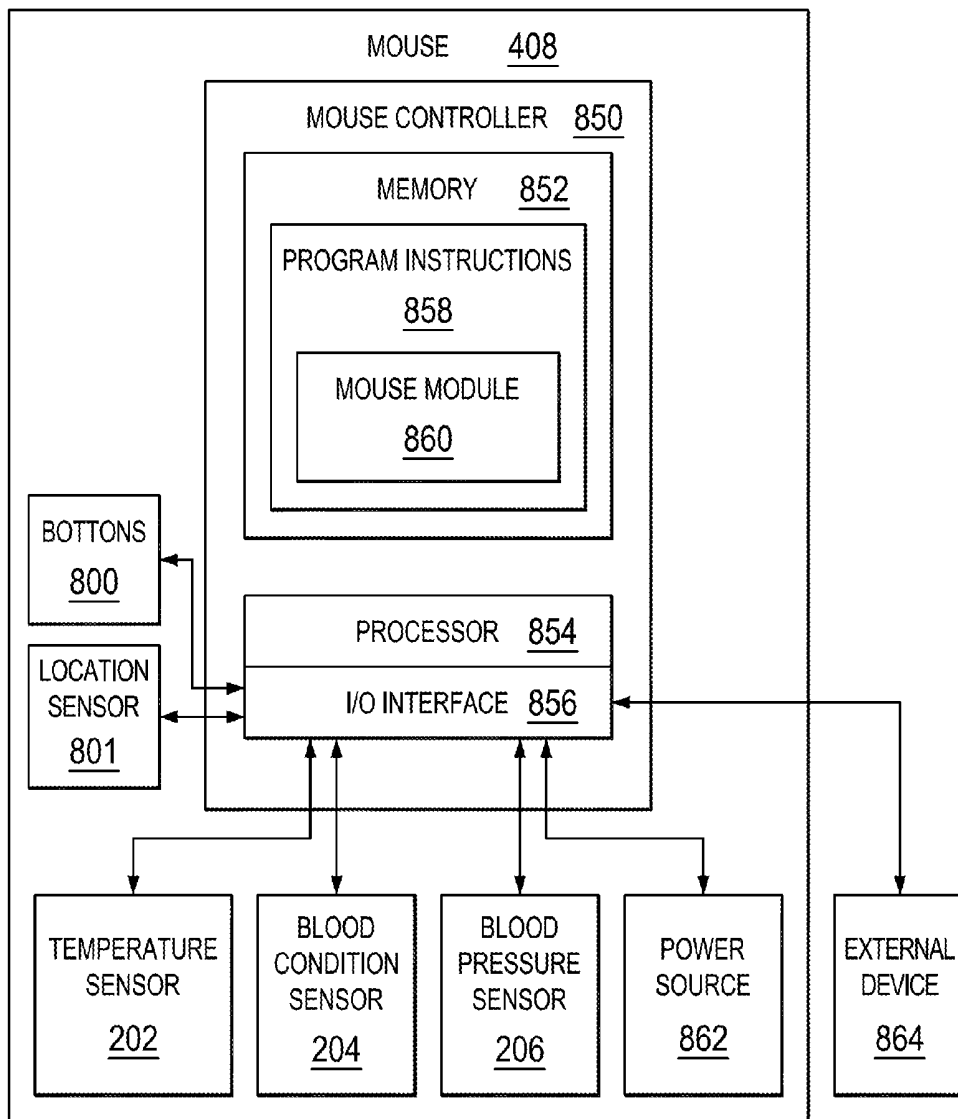 MOUSE 408
MOUSE CONTROLLER 850
MEMORY 852
PROGRAM INSTRUCTIONS
858
MOUSE MODULE
860
BOTTONS
800
LOCATION
SENSOR
801
PROCESSOR 854
I/O INTERFACE 856
TEMPERATURE
SENSOR
202
BLOOD
CONDITION
SENSOR
204
BLOOD
PRESSURE
SENSOR
206
POWER
SOURCE
862
EXTERNAL
DEVICE
864